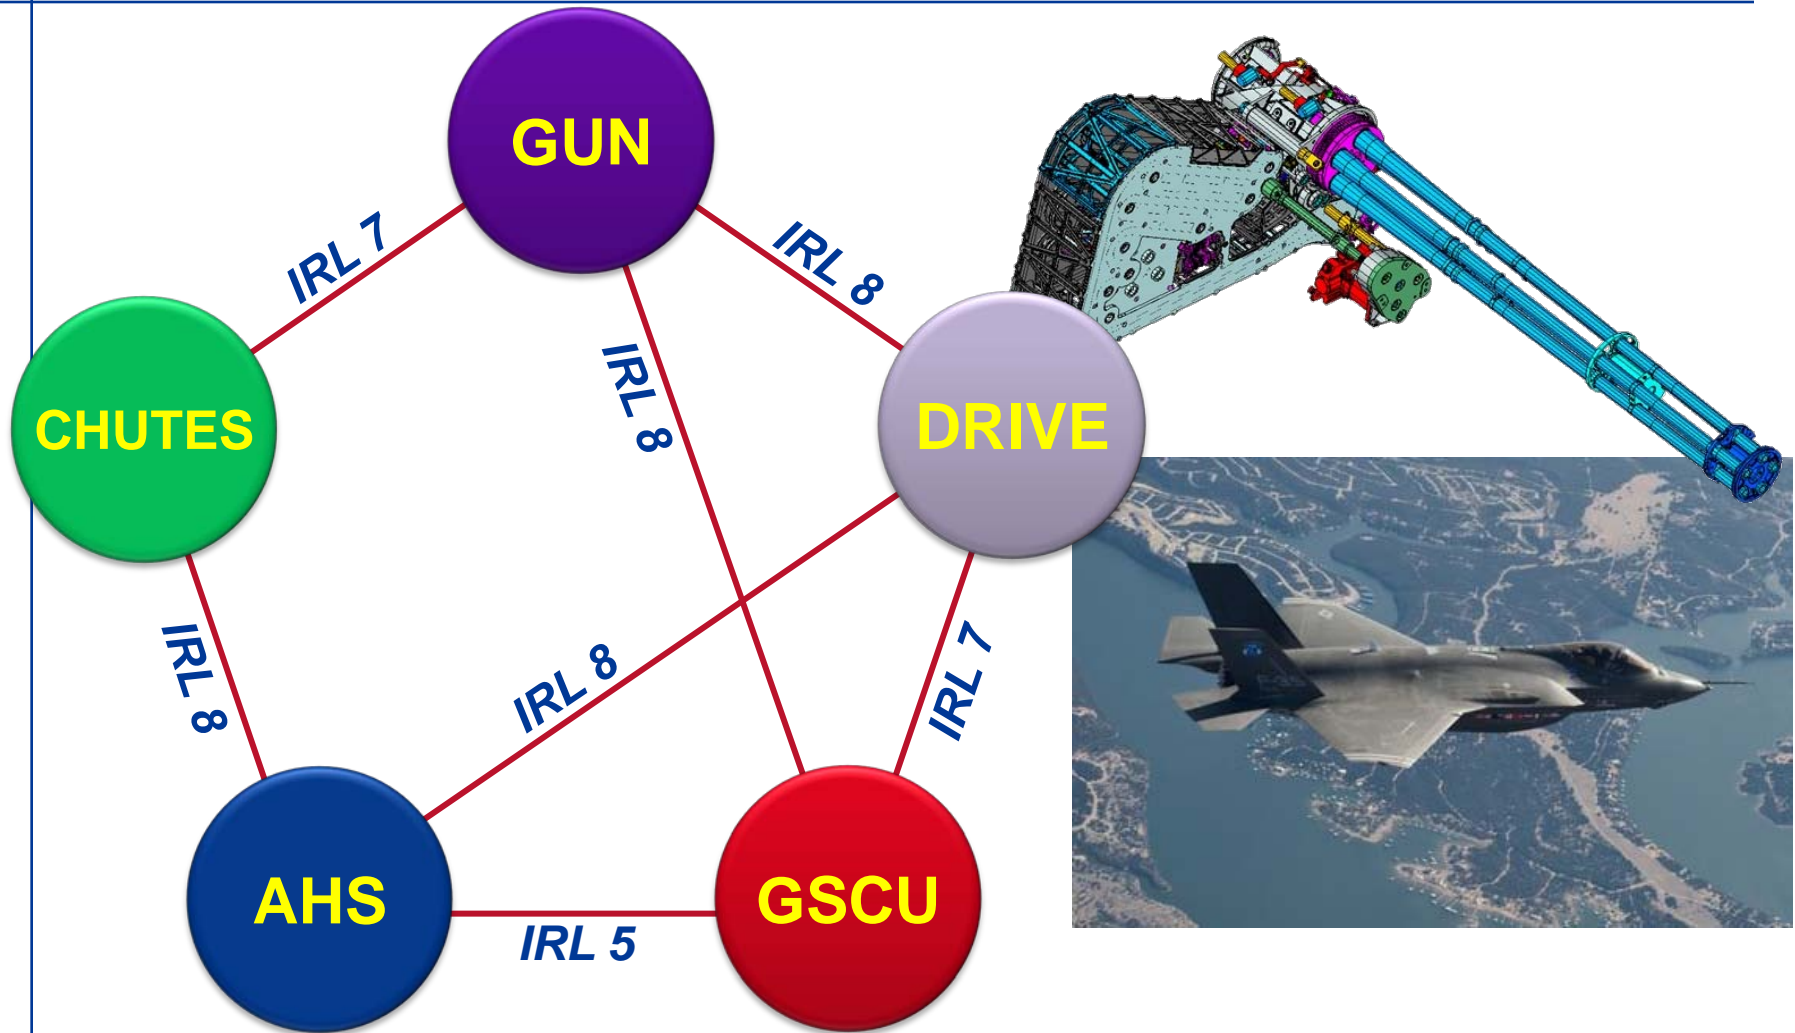 GUN
IRL 7
IRL 8
IRL 8
CHUTES
DRIVE
IRL 8
IRL 8
IRL 7
AHS
GSCU
IRL 5